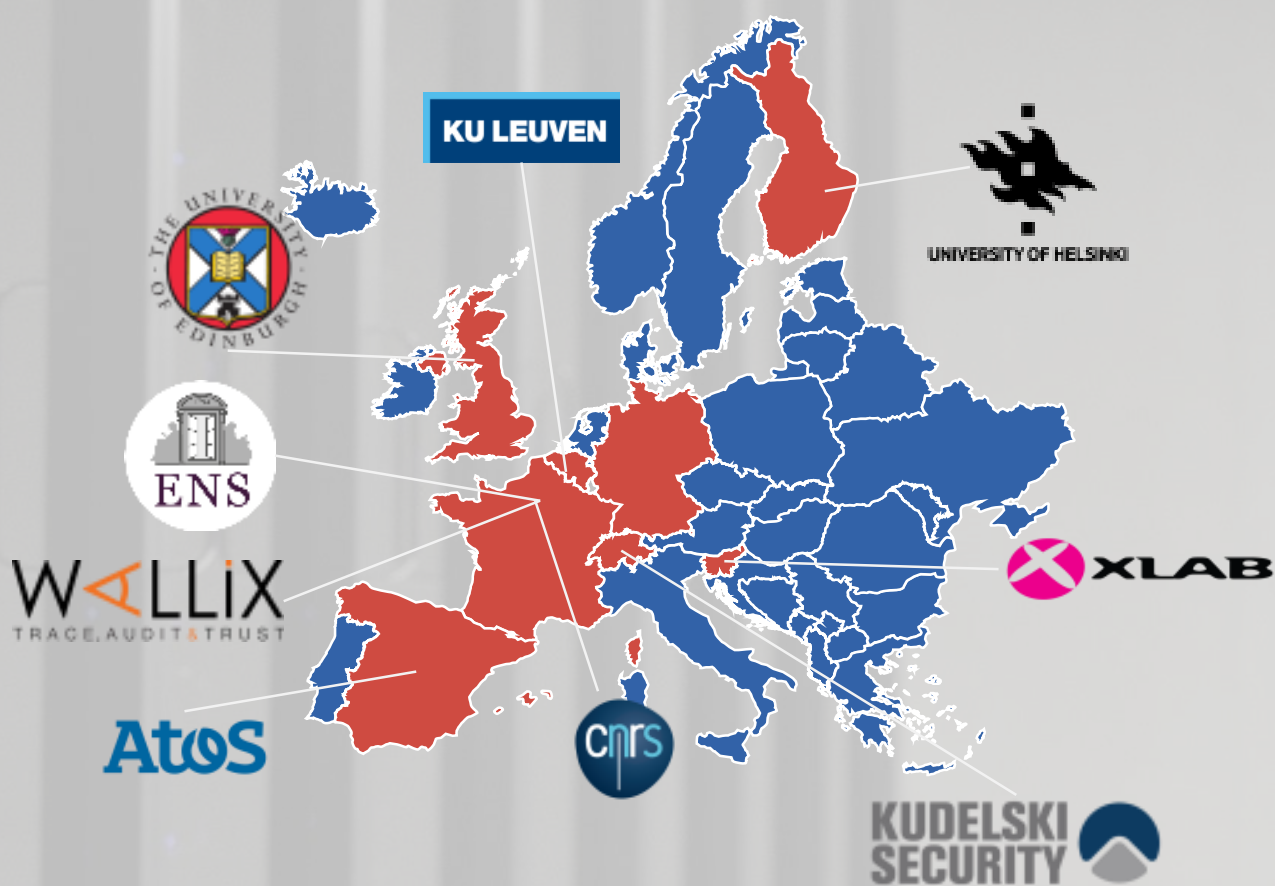 KU LEUVEN
THE UNIVERSITY
OF EDINBURGH
UNIVERSITY OF HELSINKI
ENS
WALLiX
TRACE, AUDIT & TRUST
XLAB
Atos
cnrs
KUDELSKI
SECURITY